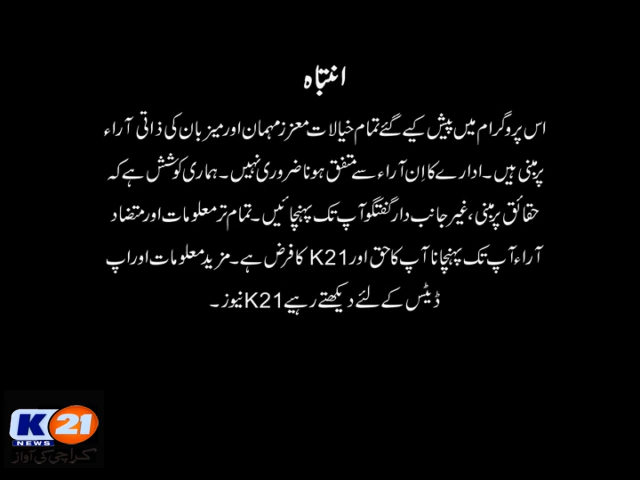 انتباہ
اس پروگرام میں پیش کیے گئے تمام خیالات معزز مہمان اور میزبان کی ذاتی آراء
پر مبنی ہیں۔ ادارے کا اِن آراء سے متفق ہونا ضروری نہیں۔ ہماری کوشش ہے کہ
حقائق پر مبنی، غیر جانب دار گفتگو آپ تک پہنچائیں۔ تمام تر معلومات اور متضاد
آراء آپ تک پہنچانا آپ کا حق اور K21 کا فرض ہے۔ مزید معلومات اور اپ
ڈیٹس کے لئے دیکھتے رہیے K21 نیوز۔
K 21
NEWS
کراچی کی آواز